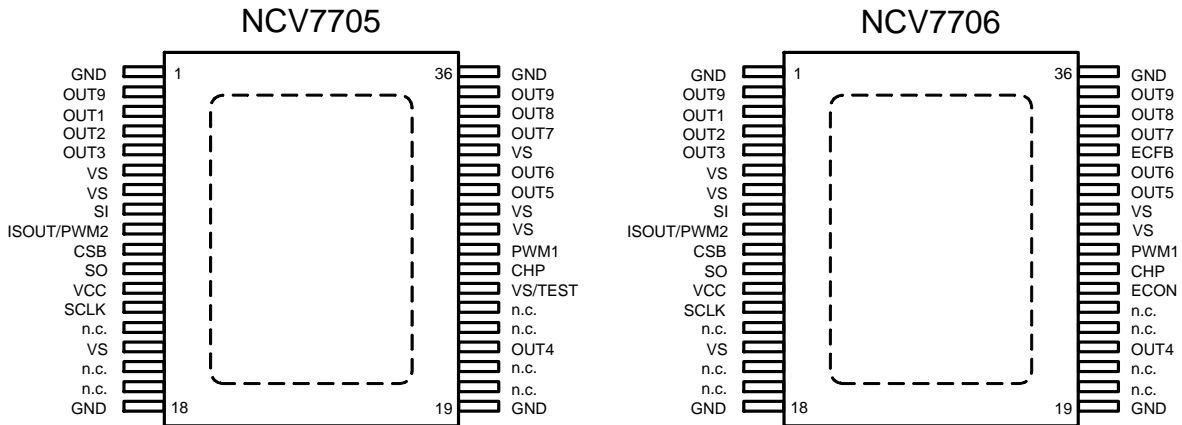 NCV7705
GND 1 36 GND
OUT9 OUT9
OUT1 OUT8
OUT2 OUT7
OUT3 VS
VS OUT6
VS OUT5
SI VS
ISOUT/PWM2 VS
CSB PWM1
SO CHP
VCC VS/TEST
SCLK n.c.
n.c. n.c.
VS OUT4
n.c. n.c.
n.c. n.c.
GND 18 19 GND
NCV7706
GND 1 36 GND
OUT9 OUT9
OUT1 OUT8
OUT2 OUT7
OUT3 ECFB
VS OUT6
VS OUT5
SI VS
ISOUT/PWM2 VS
CSB PWM1
SO CHP
VCC ECON
SCLK n.c.
n.c. n.c.
VS OUT4
n.c. n.c.
n.c. n.c.
GND 18 19 GND